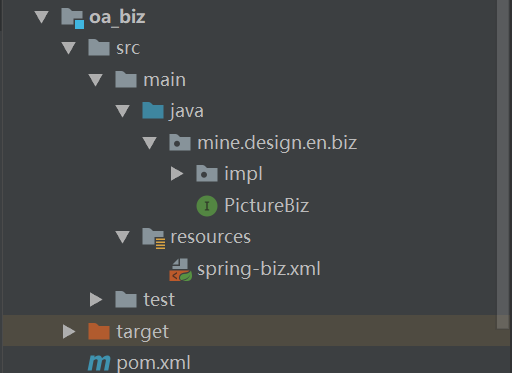 oa_biz
src
main
java
mine.design.en.biz
impl
I PictureBiz
resources
spring-biz.xml
test
target
m pom.xml